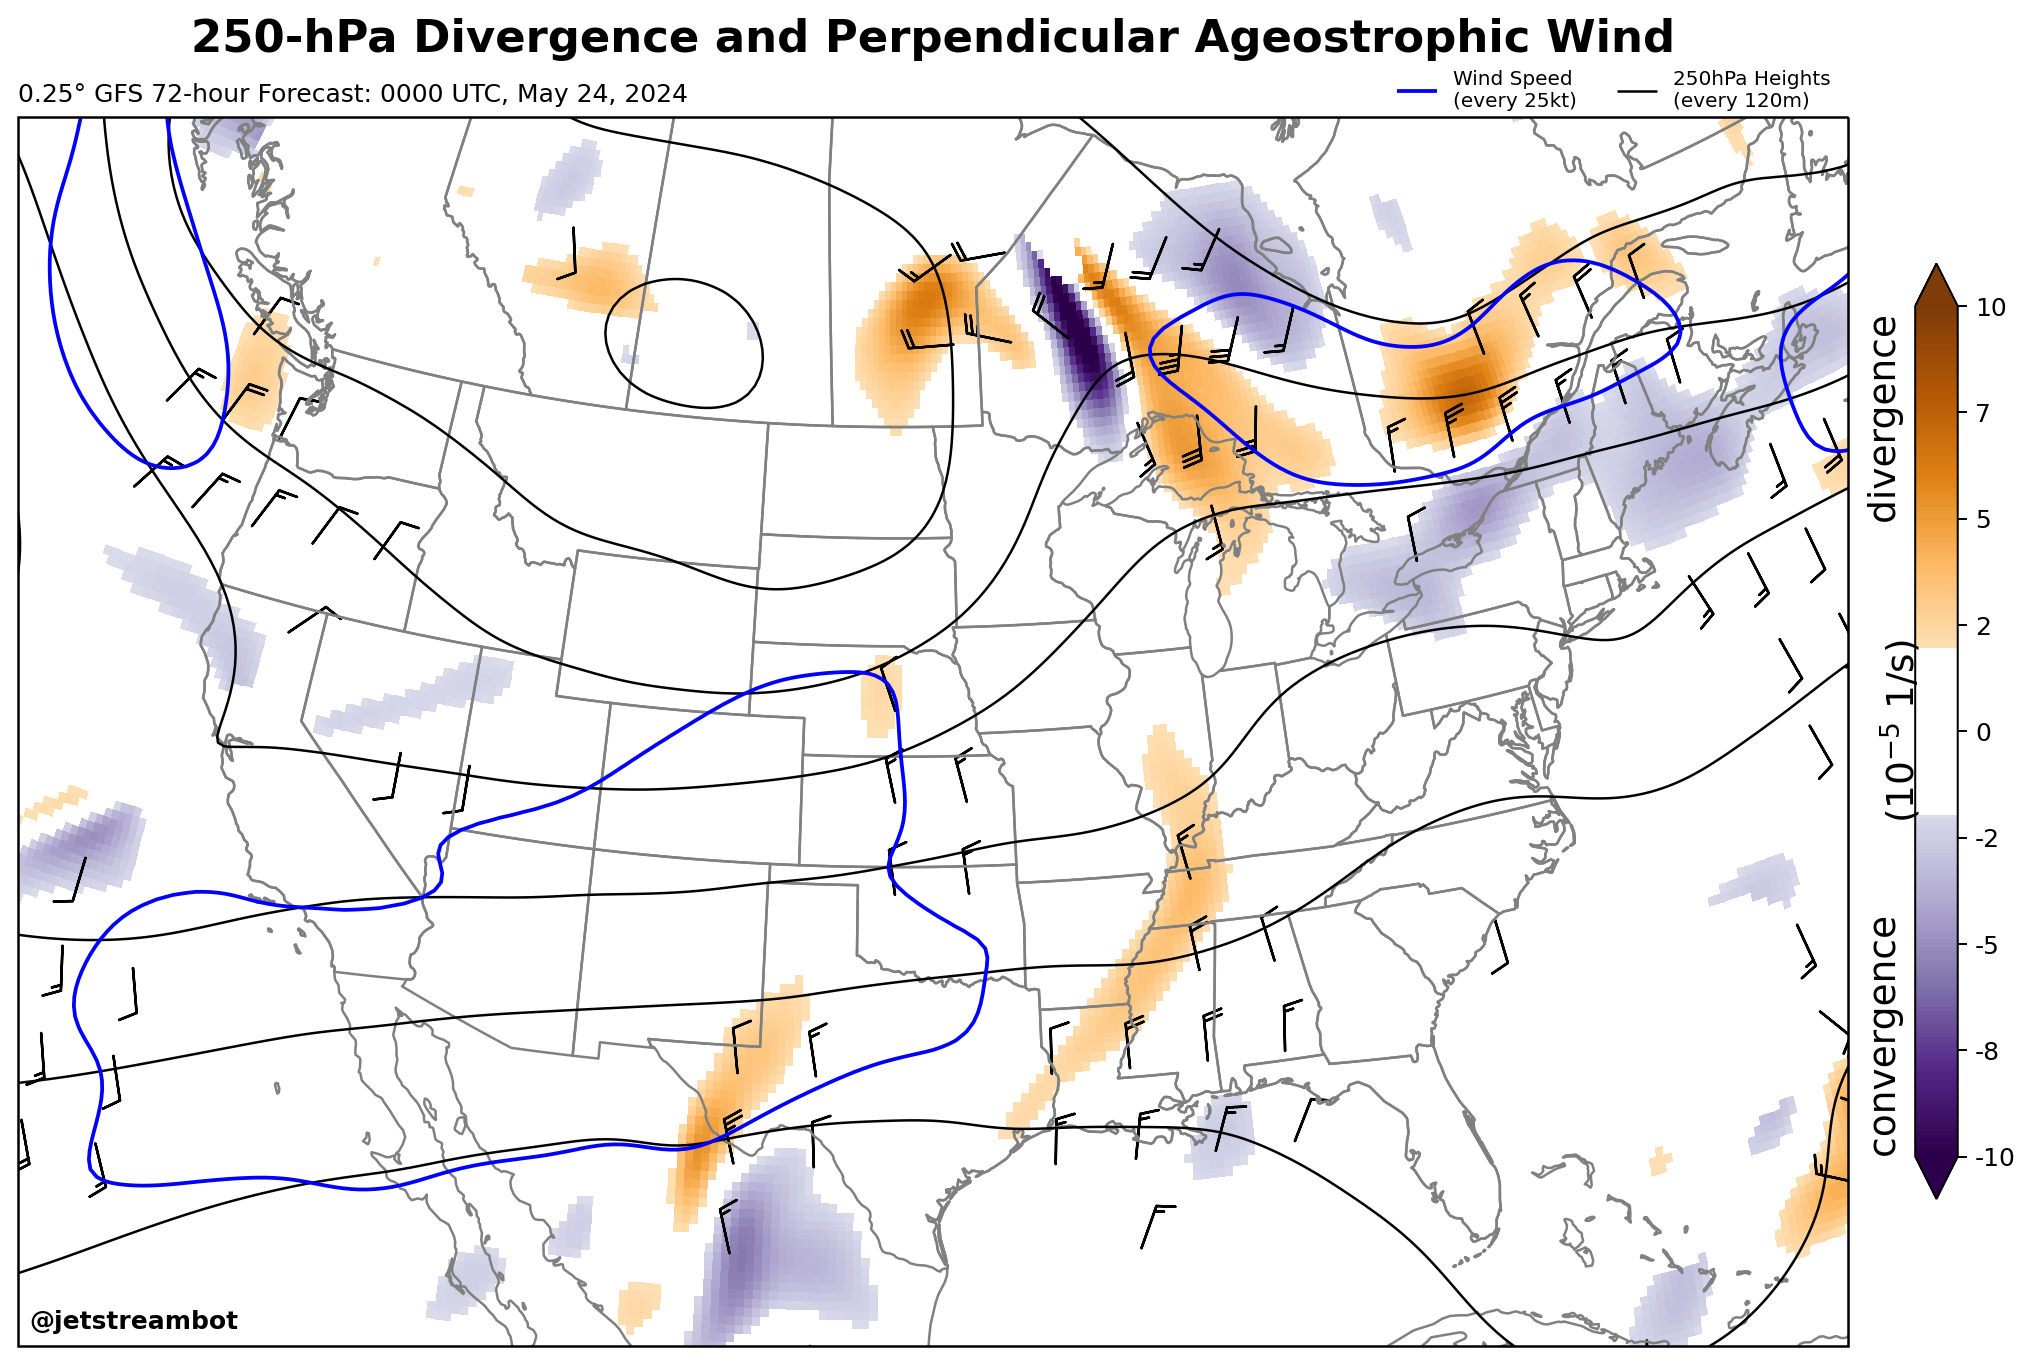 250-hPa Divergence and Perpendicular Ageostrophic Wind
0.25° GFS 72-hour Forecast: 0000 UTC, May 24, 2024
Wind Speed
(every 25kt)
250hPa Heights
(every 120m)
divergence
(10⁻⁵ 1/s)
convergence
10
7
5
2
0
-2
-5
-8
-10
@jetstreambot